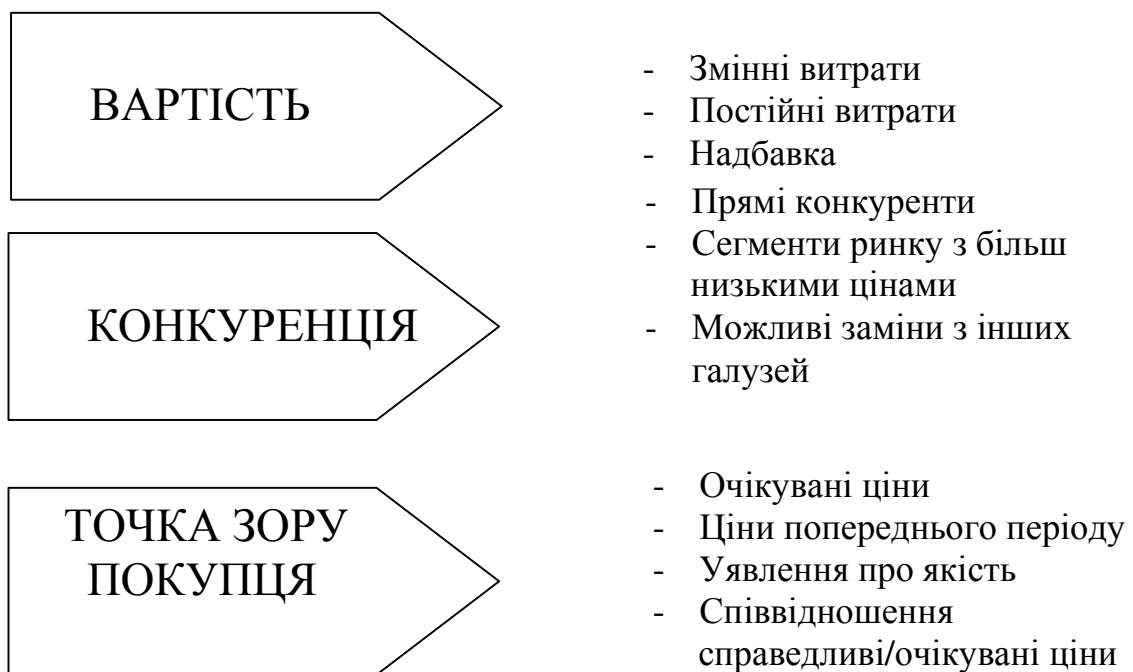 ВАРТІСТЬ
- Змінні витрати
- Постійні витрати
- Надбавка
КОНКУРЕНЦІЯ
- Прямі конкуренти
- Сегменти ринку з більш
низькими цінами
- Можливі заміни з інших
галузей
ТОЧКА ЗОРУ
ПОКУПЦЯ
- Очікувані ціни
- Ціни попереднього періоду
- Уявлення про якість
- Співвідношення
справедливі/очікувані ціни